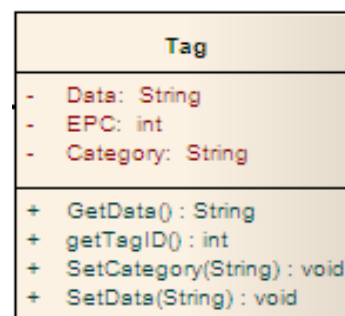 Tag
- Data: String
- EPC: int
- Category: String
+ GetData() : String
+ getTagID() : int
+ SetCategory(String) : void
+ SetData(String) : void